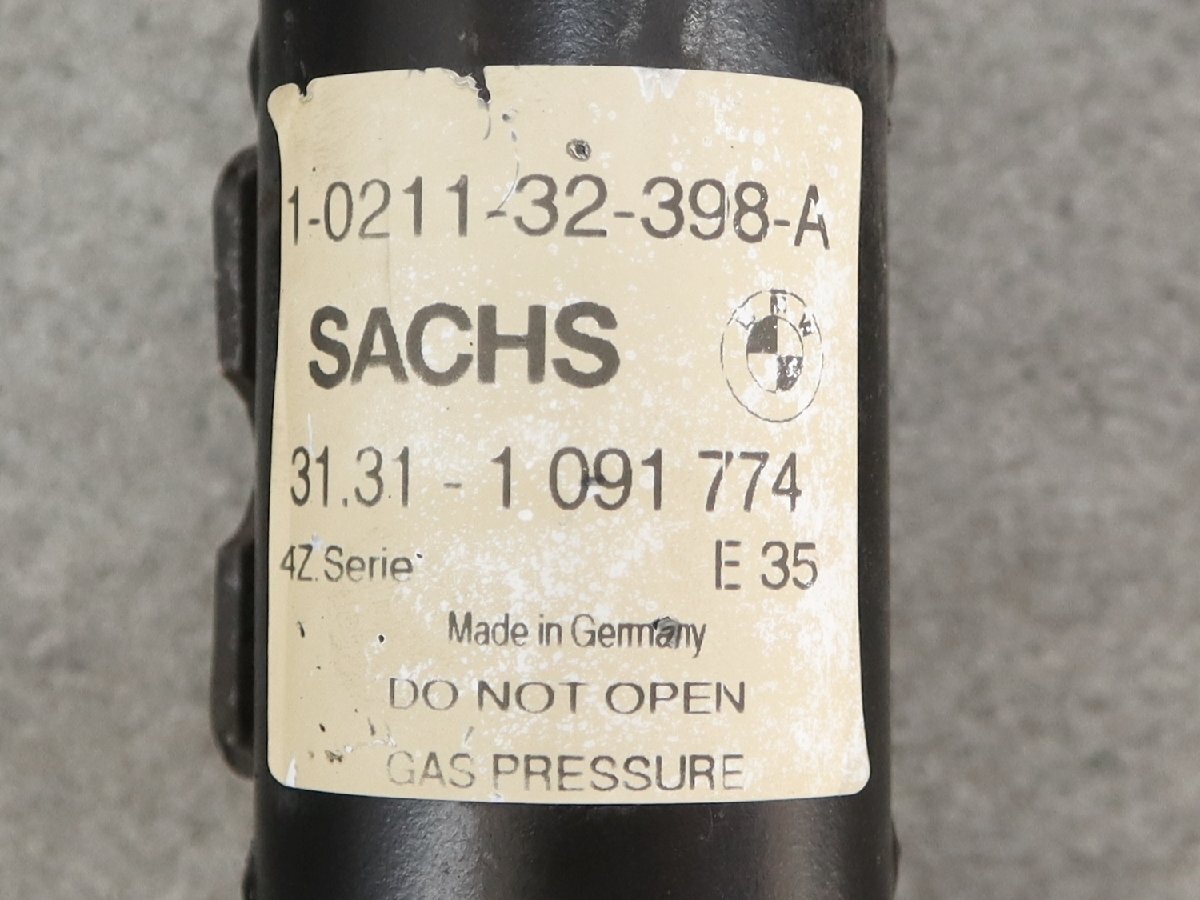 1-0211-32-398-A
SACHS
BMW
31.31 - 1 091 774
4Z.Serie E 35
Made in Germany
DO NOT OPEN
GAS PRESSURE